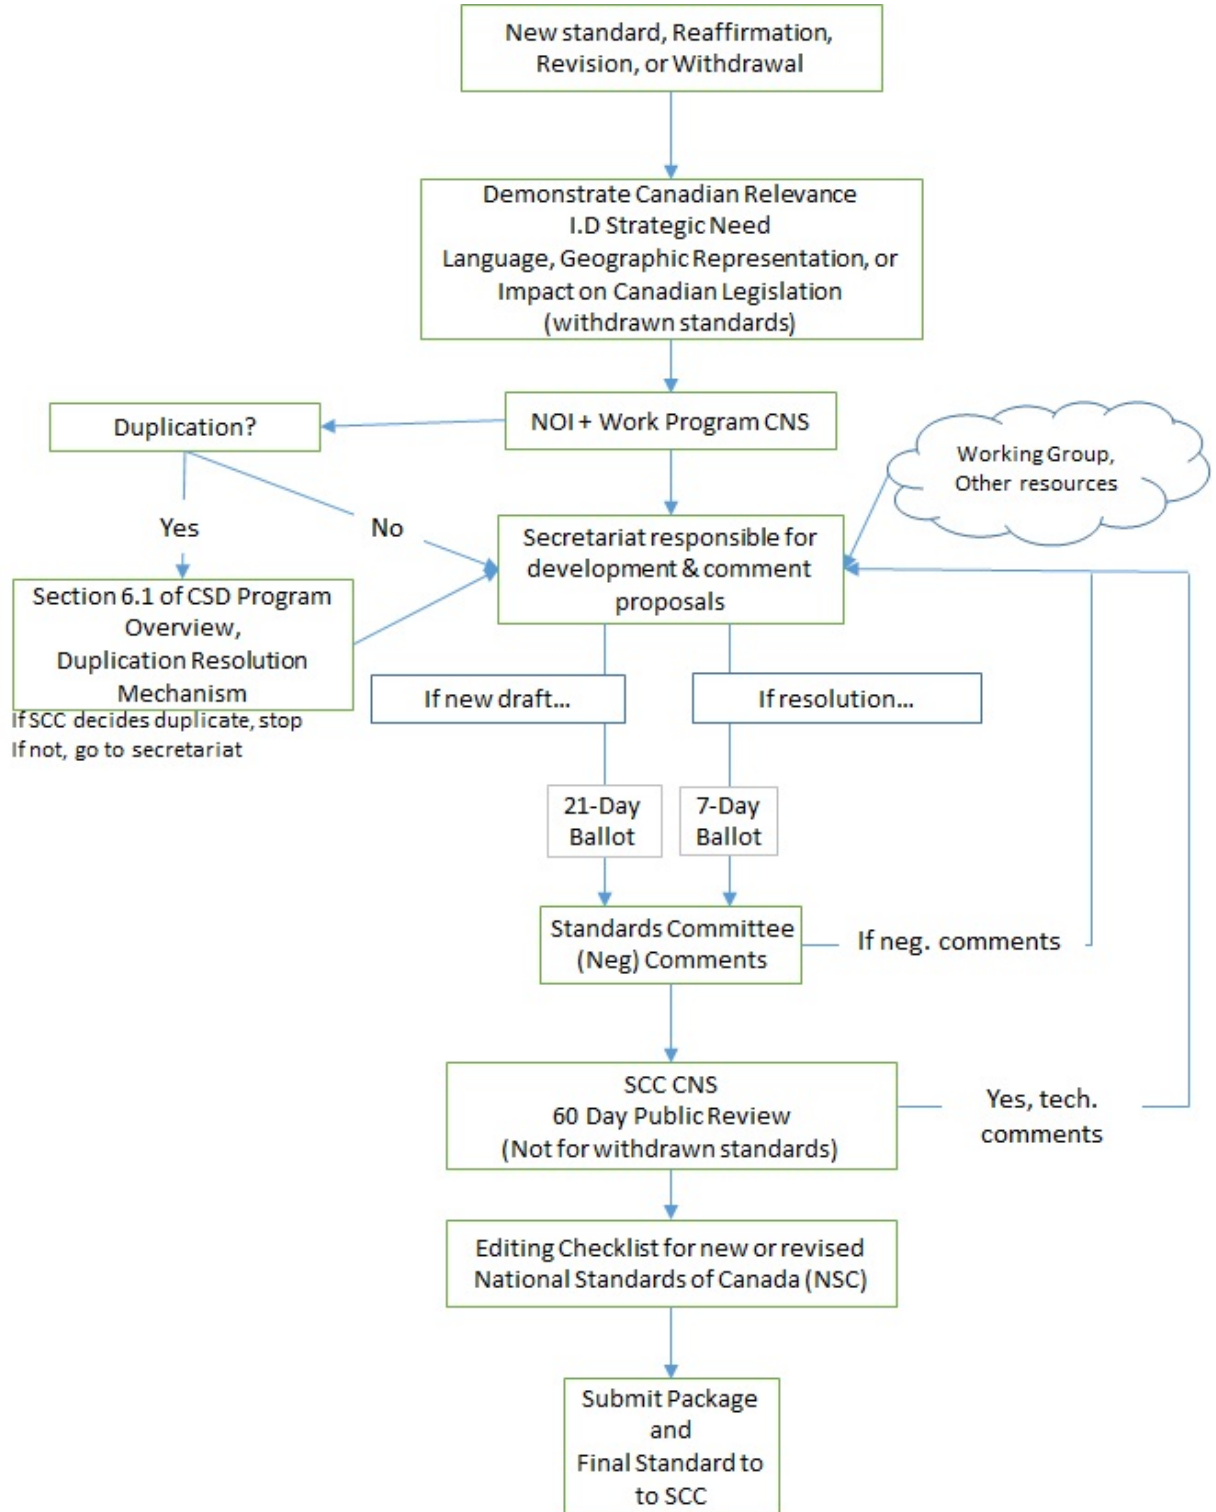 New standard, Reaffirmation,
Revision, or Withdrawal
Demonstrate Canadian Relevance
I.D Strategic Need
Language, Geographic Representation, or
Impact on Canadian Legislation
(withdrawn standards)
Duplication?
NOI + Work Program CNS
Working Group,
Other resources
Yes
No
Secretariat responsible for
development & comment
proposals
Section 6.1 of CSD Program
Overview,
Duplication Resolution
Mechanism
If SCC decides duplicate, stop
If not, go to secretariat
If new draft...
If resolution...
21-Day
Ballot
7-Day
Ballot
Standards Committee
(Neg) Comments
If neg. comments
SCC CNS
60 Day Public Review
(Not for withdrawn standards)
Yes, tech.
comments
Editing Checklist for new or revised
National Standards of Canada (NSC)
Submit Package
and
Final Standard to
to SCC